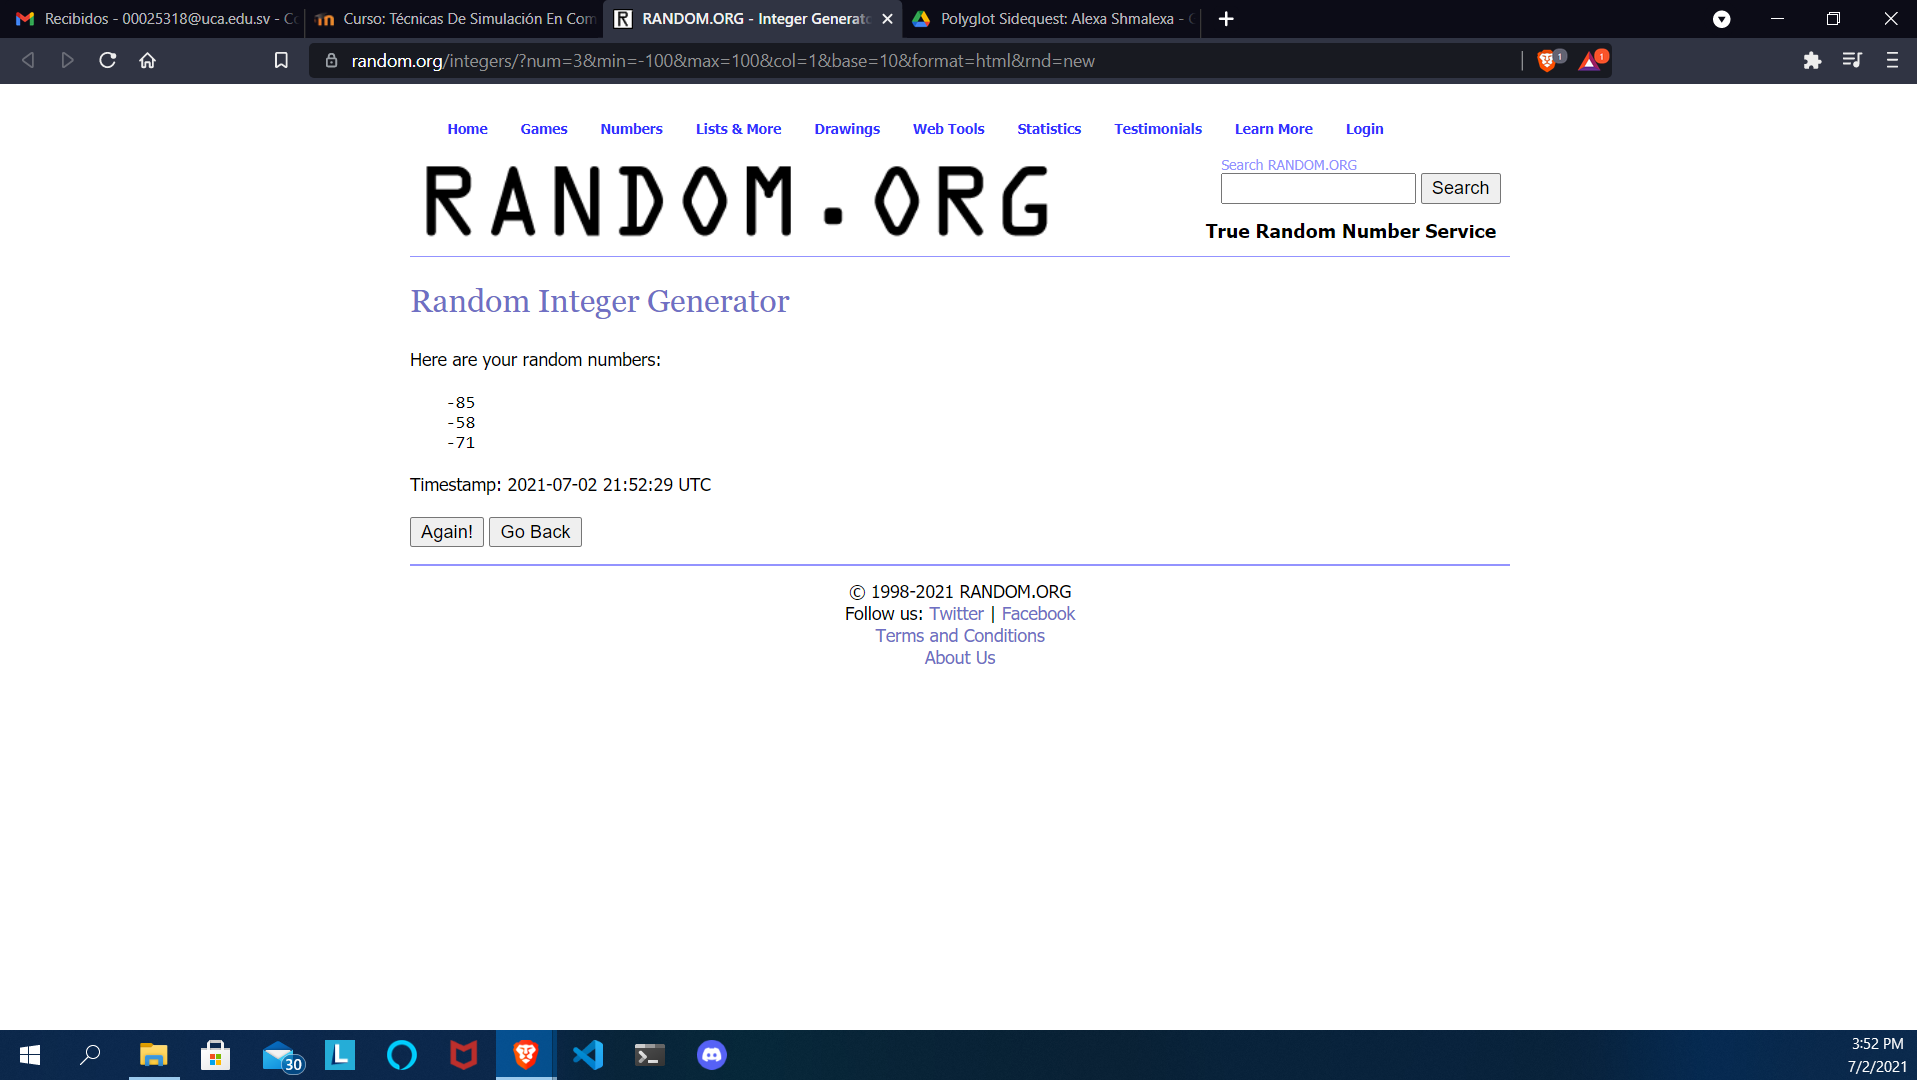 Recibidos - 00025318@uca.edu.sv - Co
Curso: Técnicas De Simulación En Com
RANDOM.ORG - Integer Generato
Polyglot Sidequest: Alexa Shmalexa - C
random.org/integers/?num=3&min=-100&max=100&col=1&base=10&format=html&rnd=new
1
1
Home Games Numbers Lists & More Drawings Web Tools Statistics Testimonials Learn More Login
RANDOM.ORG
Search RANDOM.ORG
Search
True Random Number Service
Random Integer Generator
Here are your random numbers:
-85
-58
-71
Timestamp: 2021-07-02 21:52:29 UTC
Again! Go Back
© 1998-2021 RANDOM.ORG
Follow us: Twitter | Facebook
Terms and Conditions
About Us
30
L
3:52 PM
7/2/2021